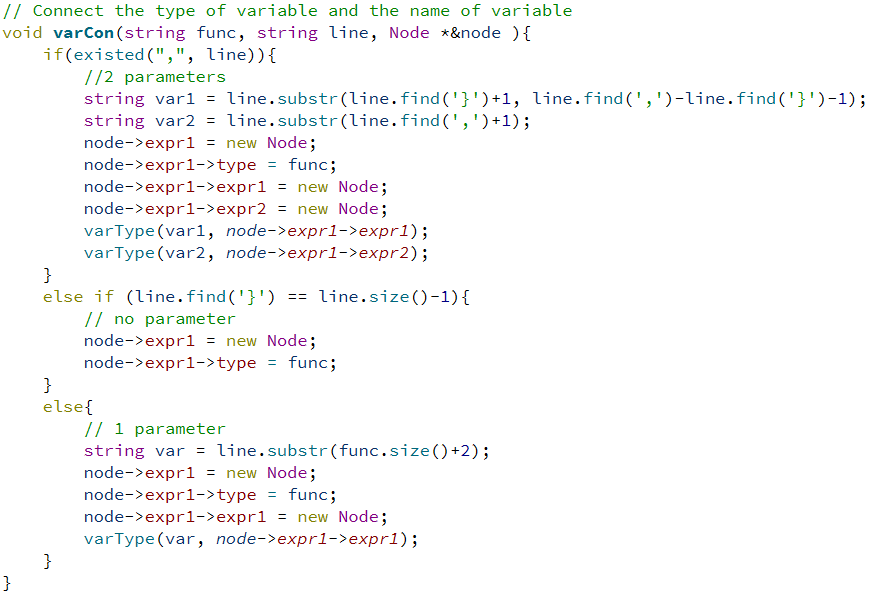 // Connect the type of variable and the name of variable
void varCon(string func, string line, Node *&node ){
    if(existed(",", line)){
        //2 parameters
        string var1 = line.substr(line.find('}')+1, line.find(',')-line.find('}')-1);
        string var2 = line.substr(line.find(',')+1);
        node->expr1 = new Node;
        node->expr1->type = func;
        node->expr1->expr1 = new Node;
        node->expr1->expr2 = new Node;
        varType(var1, node->expr1->expr1);
        varType(var2, node->expr1->expr2);
    }
    else if (line.find('}') == line.size()-1){
        // no parameter
        node->expr1 = new Node;
        node->expr1->type = func;
    }
    else{
        // 1 parameter
        string var = line.substr(func.size()+2);
        node->expr1 = new Node;
        node->expr1->type = func;
        node->expr1->expr1 = new Node;
        varType(var, node->expr1->expr1);
    }
}